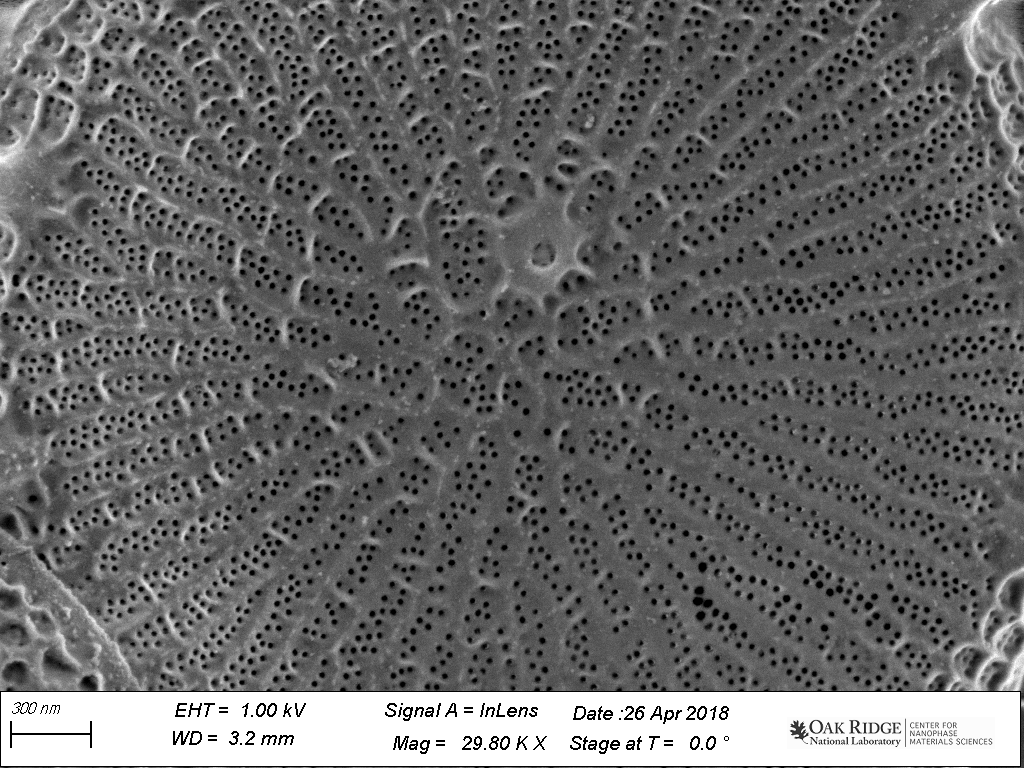 300 nm
EHT = 1.00 kV
Signal A = InLens
Date :26 Apr 2018
WD = 3.2 mm
Mag = 29.80 K X
Stage at T = 0.0 °
OAK RIDGE
National Laboratory
CENTER FOR
NANOPHASE
MATERIALS SCIENCES